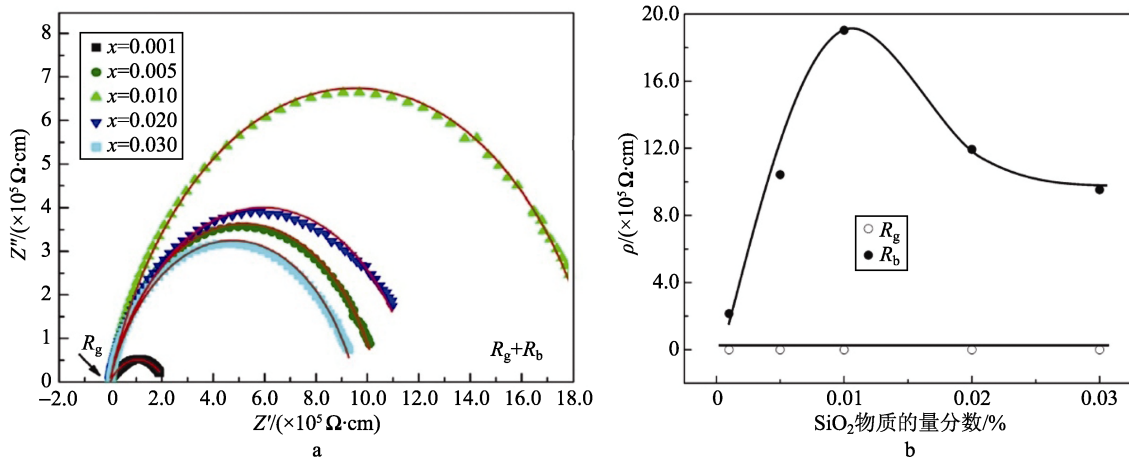 8
7
6
5
4
3
2
1
0
Z″/(×10⁵ Ω·cm)
x=0.001
x=0.005
x=0.010
x=0.020
x=0.030
Rg
Rg+Rb
−2.0 0 2.0 4.0 6.0 8.0 10.0 12.0 14.0 16.0 18.0
Z′/(×10⁵ Ω·cm)
a
20.0
16.0
12.0
8.0
4.0
0
ρ/(×10⁵ Ω·cm)
Rg
Rb
0 0.01 0.02 0.03
SiO₂物质的量分数/%
b